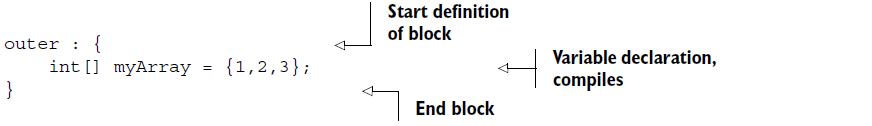 Start definition
of block
outer : {
int[] myArray = {1,2,3};
Variable declaration,
compiles
}
End block